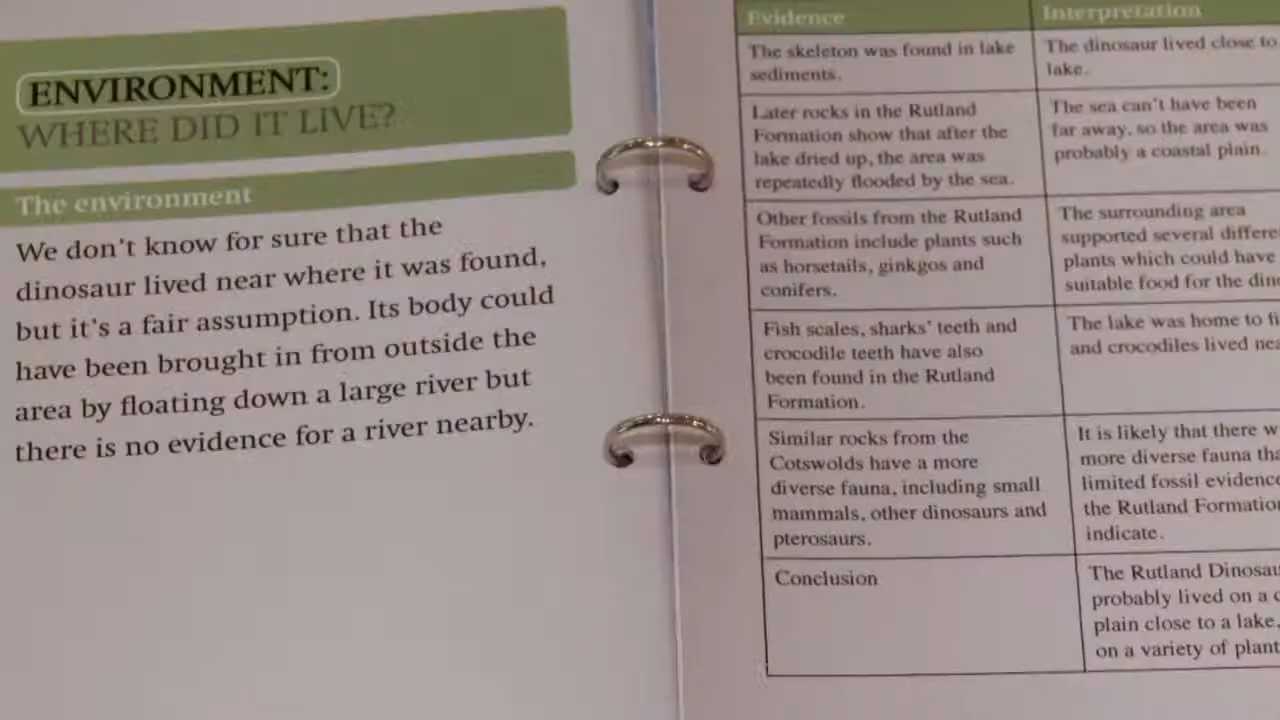 ENVIRONMENT:
WHERE DID IT LIVE?
The environment
We don't know for sure that the
dinosaur lived near where it was found,
but it's a fair assumption. Its body could
have been brought in from outside the
area by floating down a large river but
there is no evidence for a river nearby.
Evidence
Interpretation
The skeleton was found in lake
sediments.
The dinosaur lived close to
lake.
Later rocks in the Rutland
Formation show that after the
lake dried up, the area was
repeatedly flooded by the sea.
The sea can't have been
far away, so the area was
probably a coastal plain.
Other fossils from the Rutland
Formation include plants such
as horsetails, ginkgos and
conifers.
The surrounding area
supported several
plants which could have
suitable food for the
Fish scales, sharks' teeth and
crocodile teeth have also
been found in the Rutland
Formation.
The lake was home to
and crocodiles lived
Similar rocks from the
Cotswolds have a more
diverse fauna, including small
mammals, other dinosaurs and
pterosaurs.
It is likely that there
more diverse fauna
limited fossil evidence
the Rutland
indicate.
Conclusion
The Rutland
probably lived on a
plain close to a lake,
on a variety of